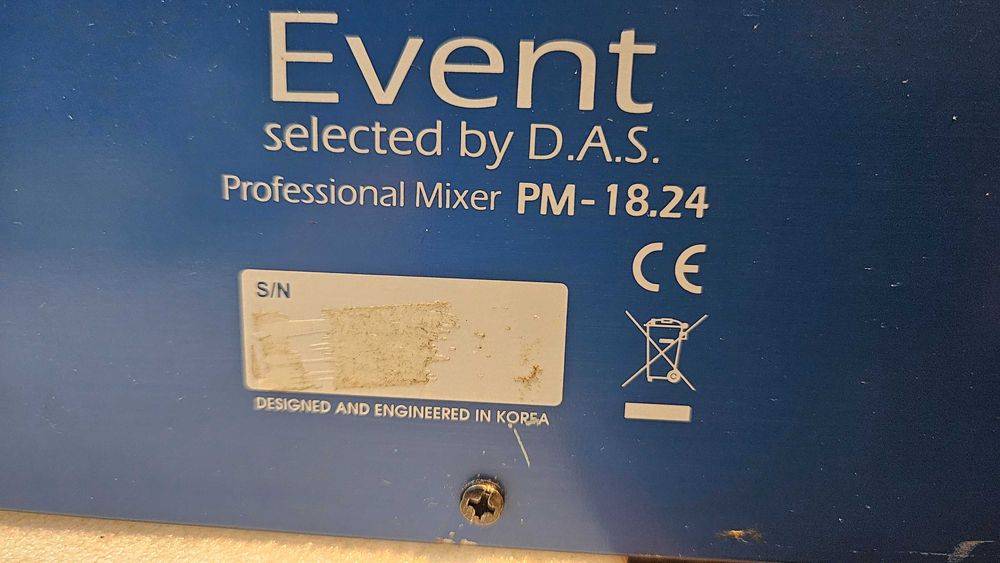 Event
selected by D.A.S.
Professional Mixer PM-18.24
CE
S/N
DESIGNED AND ENGINEERED IN KOREA